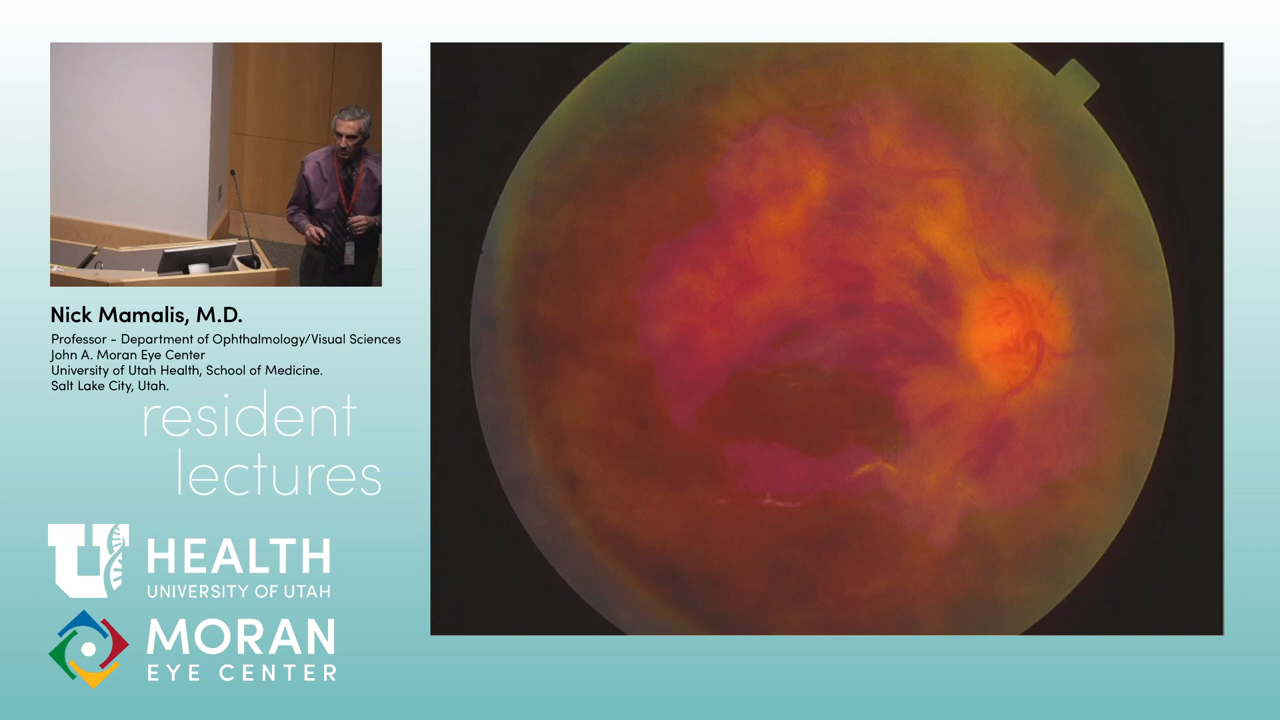 Nick Mamalis, M.D.
Professor - Department of Ophthalmology/Visual Sciences
John A. Moran Eye Center
University of Utah Health, School of Medicine.
Salt Lake City, Utah.
resident
lectures
U HEALTH
UNIVERSITY OF UTAH
MORAN
EYE CENTER